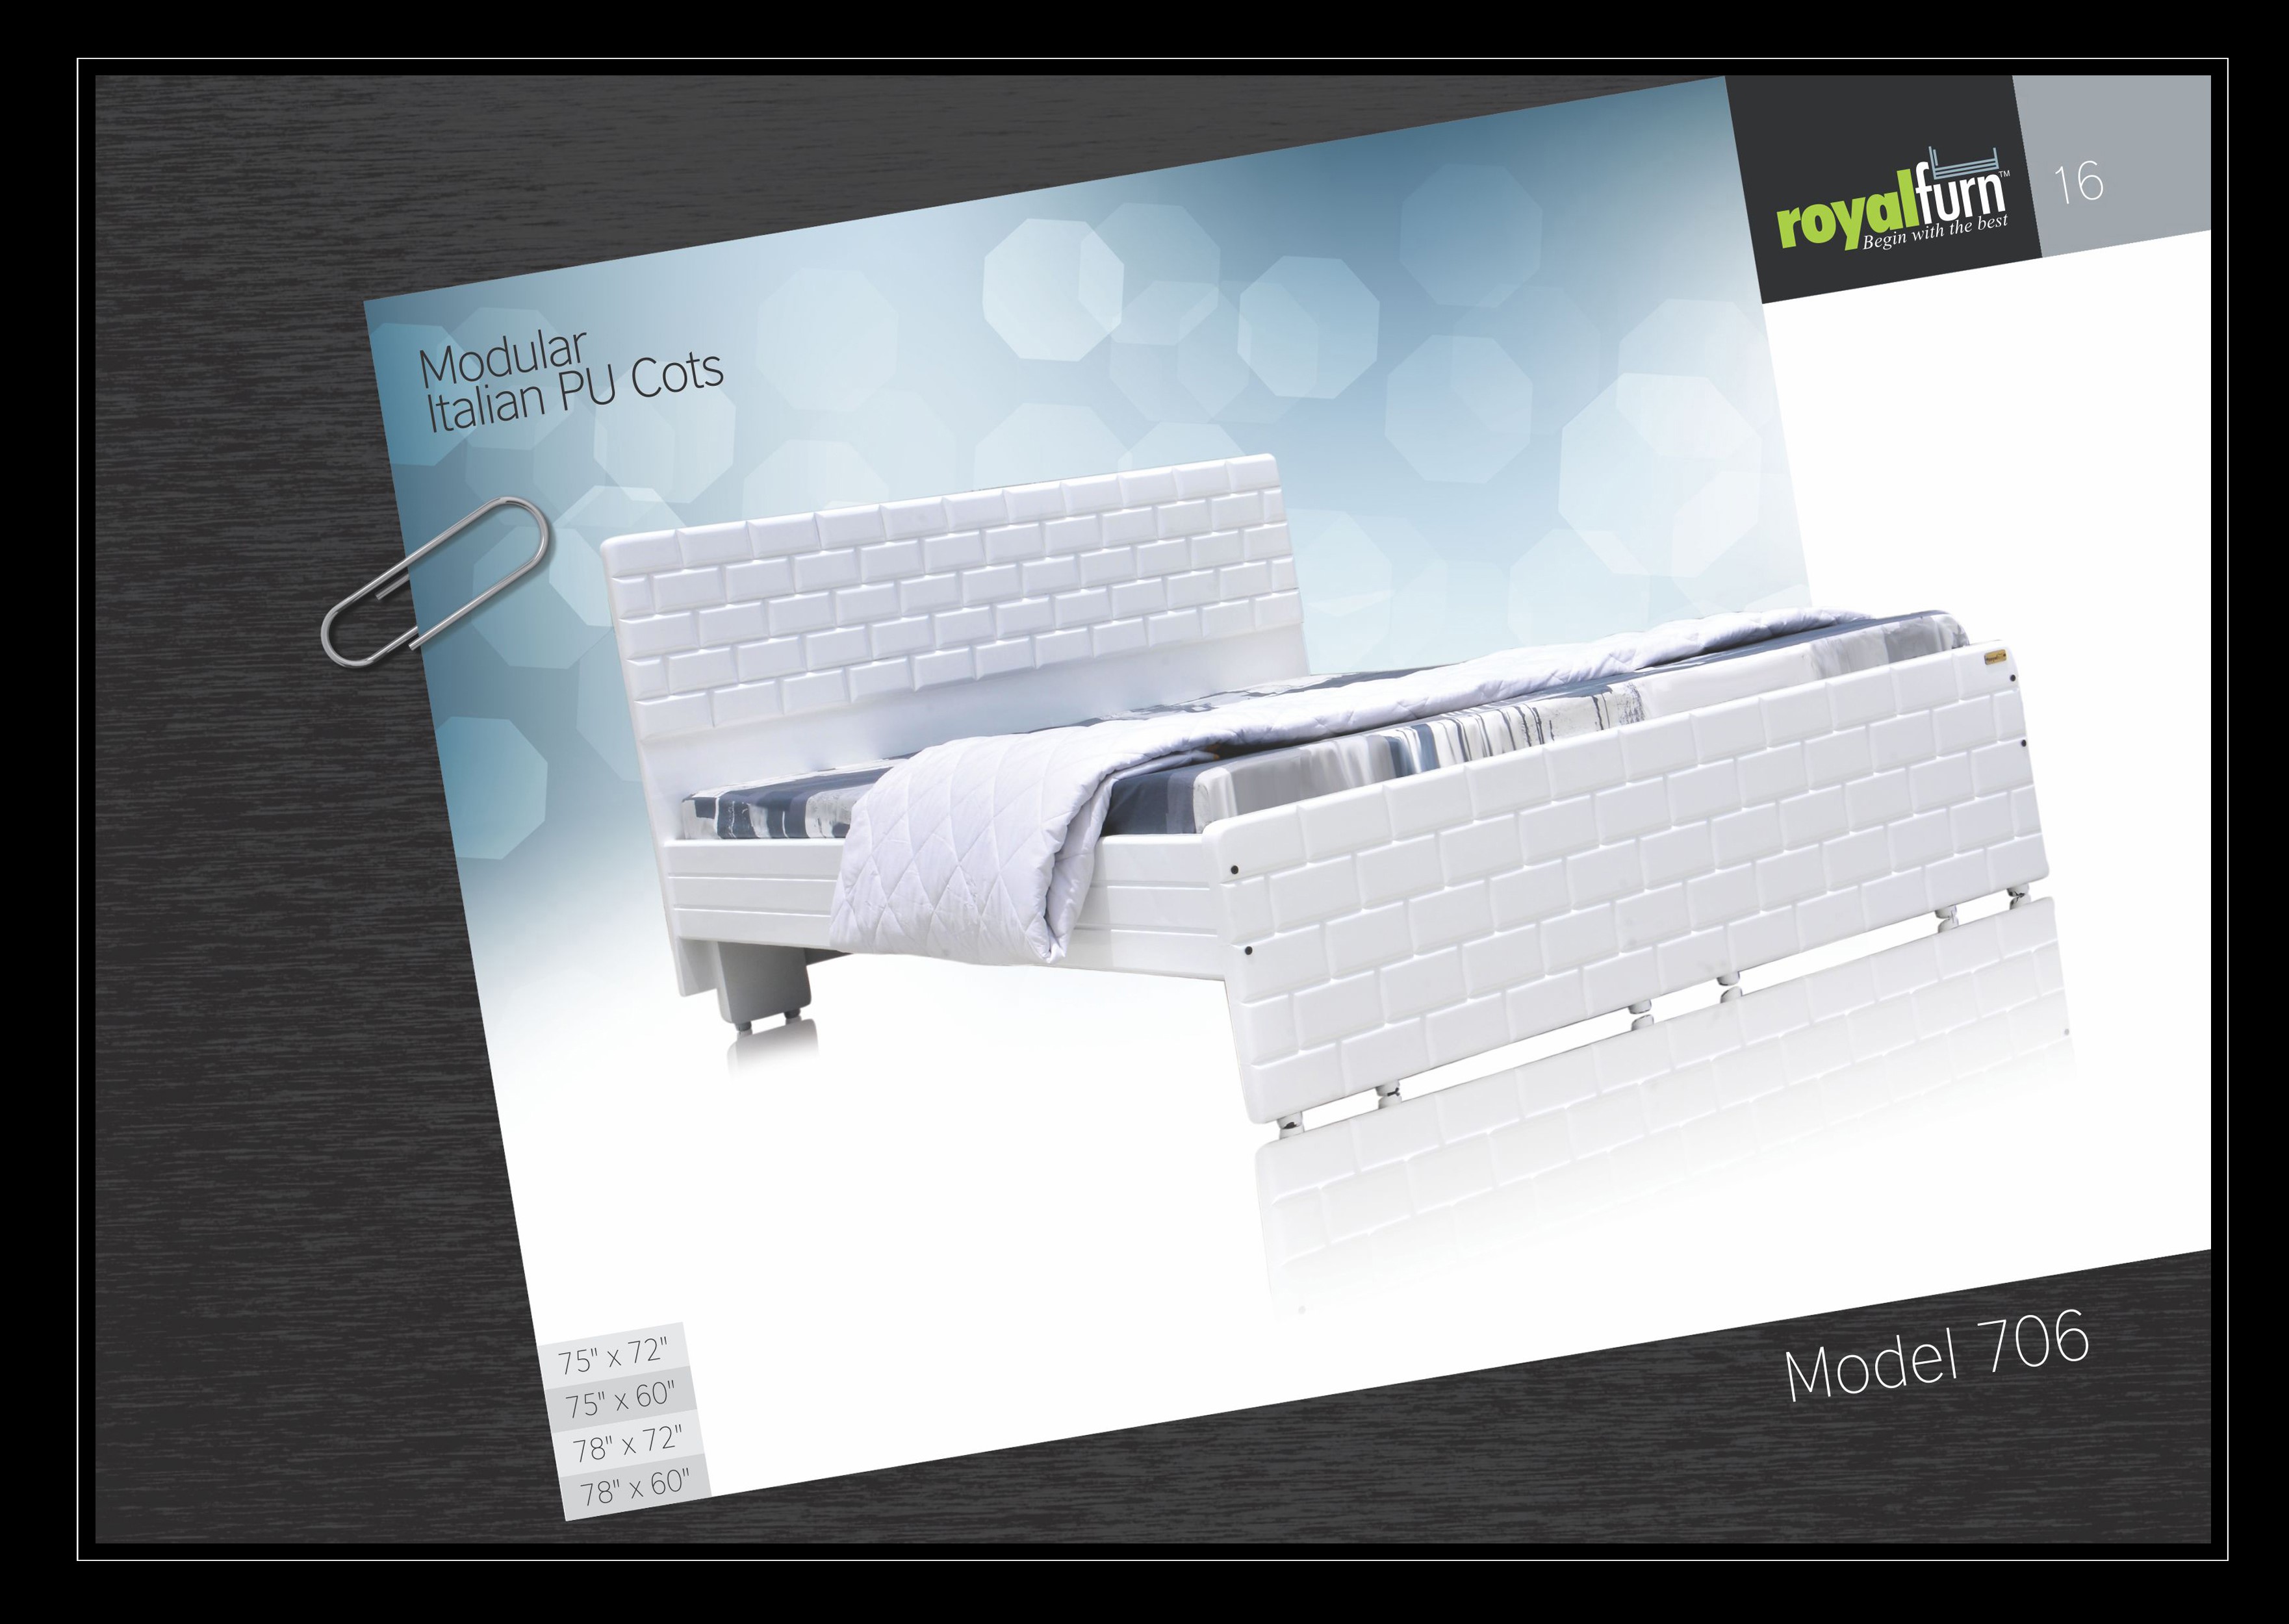 Modular
Italian PU Cots
royalfurn™
Begin with the best
16
75" x 72"
75" x 60"
78" x 72"
78" x 60"
Model 706